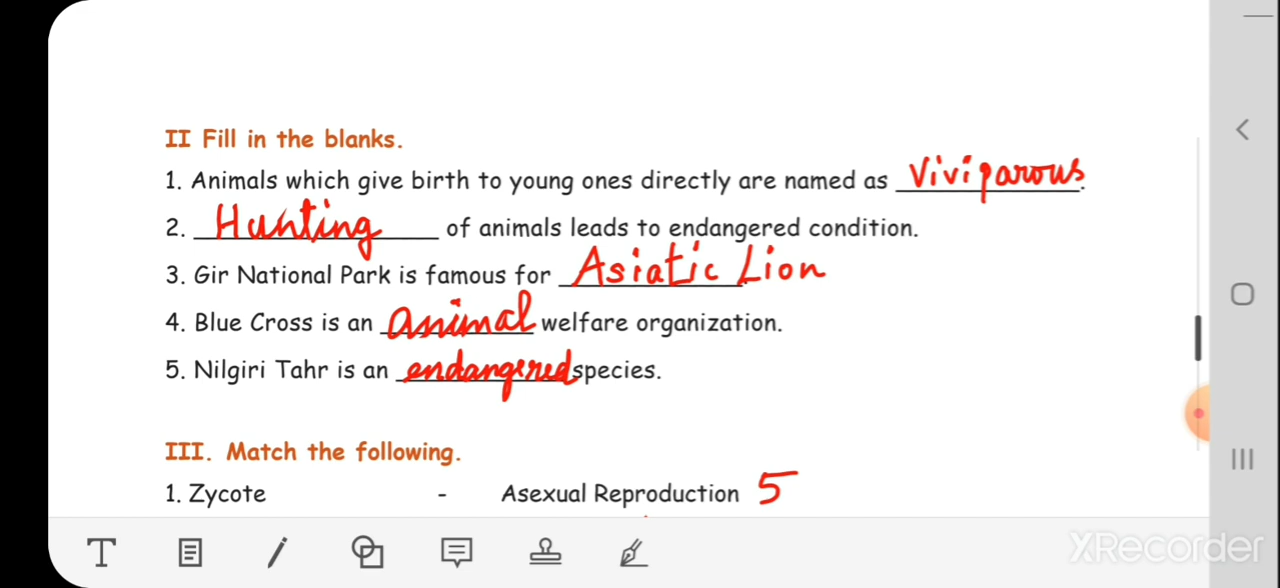 II Fill in the blanks.
1. Animals which give birth to young ones directly are named as Viviparous.
2. Hunting of animals leads to endangered condition.
3. Gir National Park is famous for Asiatic Lion.
4. Blue Cross is an animal welfare organization.
5. Nilgiri Tahr is an endangered species.
III. Match the following.
1. Zycote - Asexual Reproduction 5
T
XRecorder